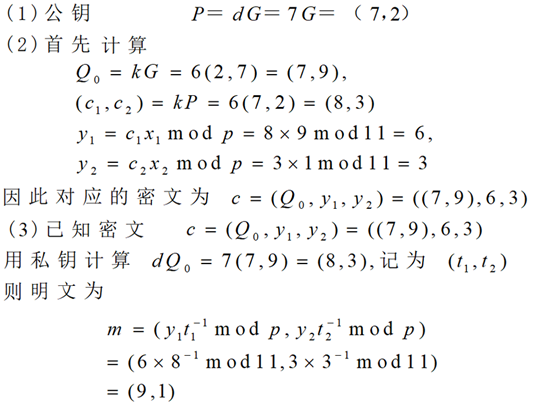 (1)公钥 P = dG = 7G = (7,2)
(2)首先计算
Q₀ = kG = 6(2,7) = (7,9),
(c₁,c₂) = kP = 6(7,2) = (8,3)
y₁ = c₁x₁ mod p = 8 × 9 mod 11 = 6,
y₂ = c₂x₂ mod p = 3 × 1 mod 11 = 3
因此对应的密文为 c = (Q₀, y₁, y₂) = ((7,9),6,3)
(3)已知密文 c = (Q₀, y₁, y₂) = ((7,9),6,3)
用私钥计算 dQ₀ = 7(7,9) = (8,3),记为 (t₁,t₂)
则明文为
m = (y₁t₁⁻¹ mod p, y₂t₂⁻¹ mod p)
= (6 × 8⁻¹ mod 11, 3 × 3⁻¹ mod 11)
= (9,1)